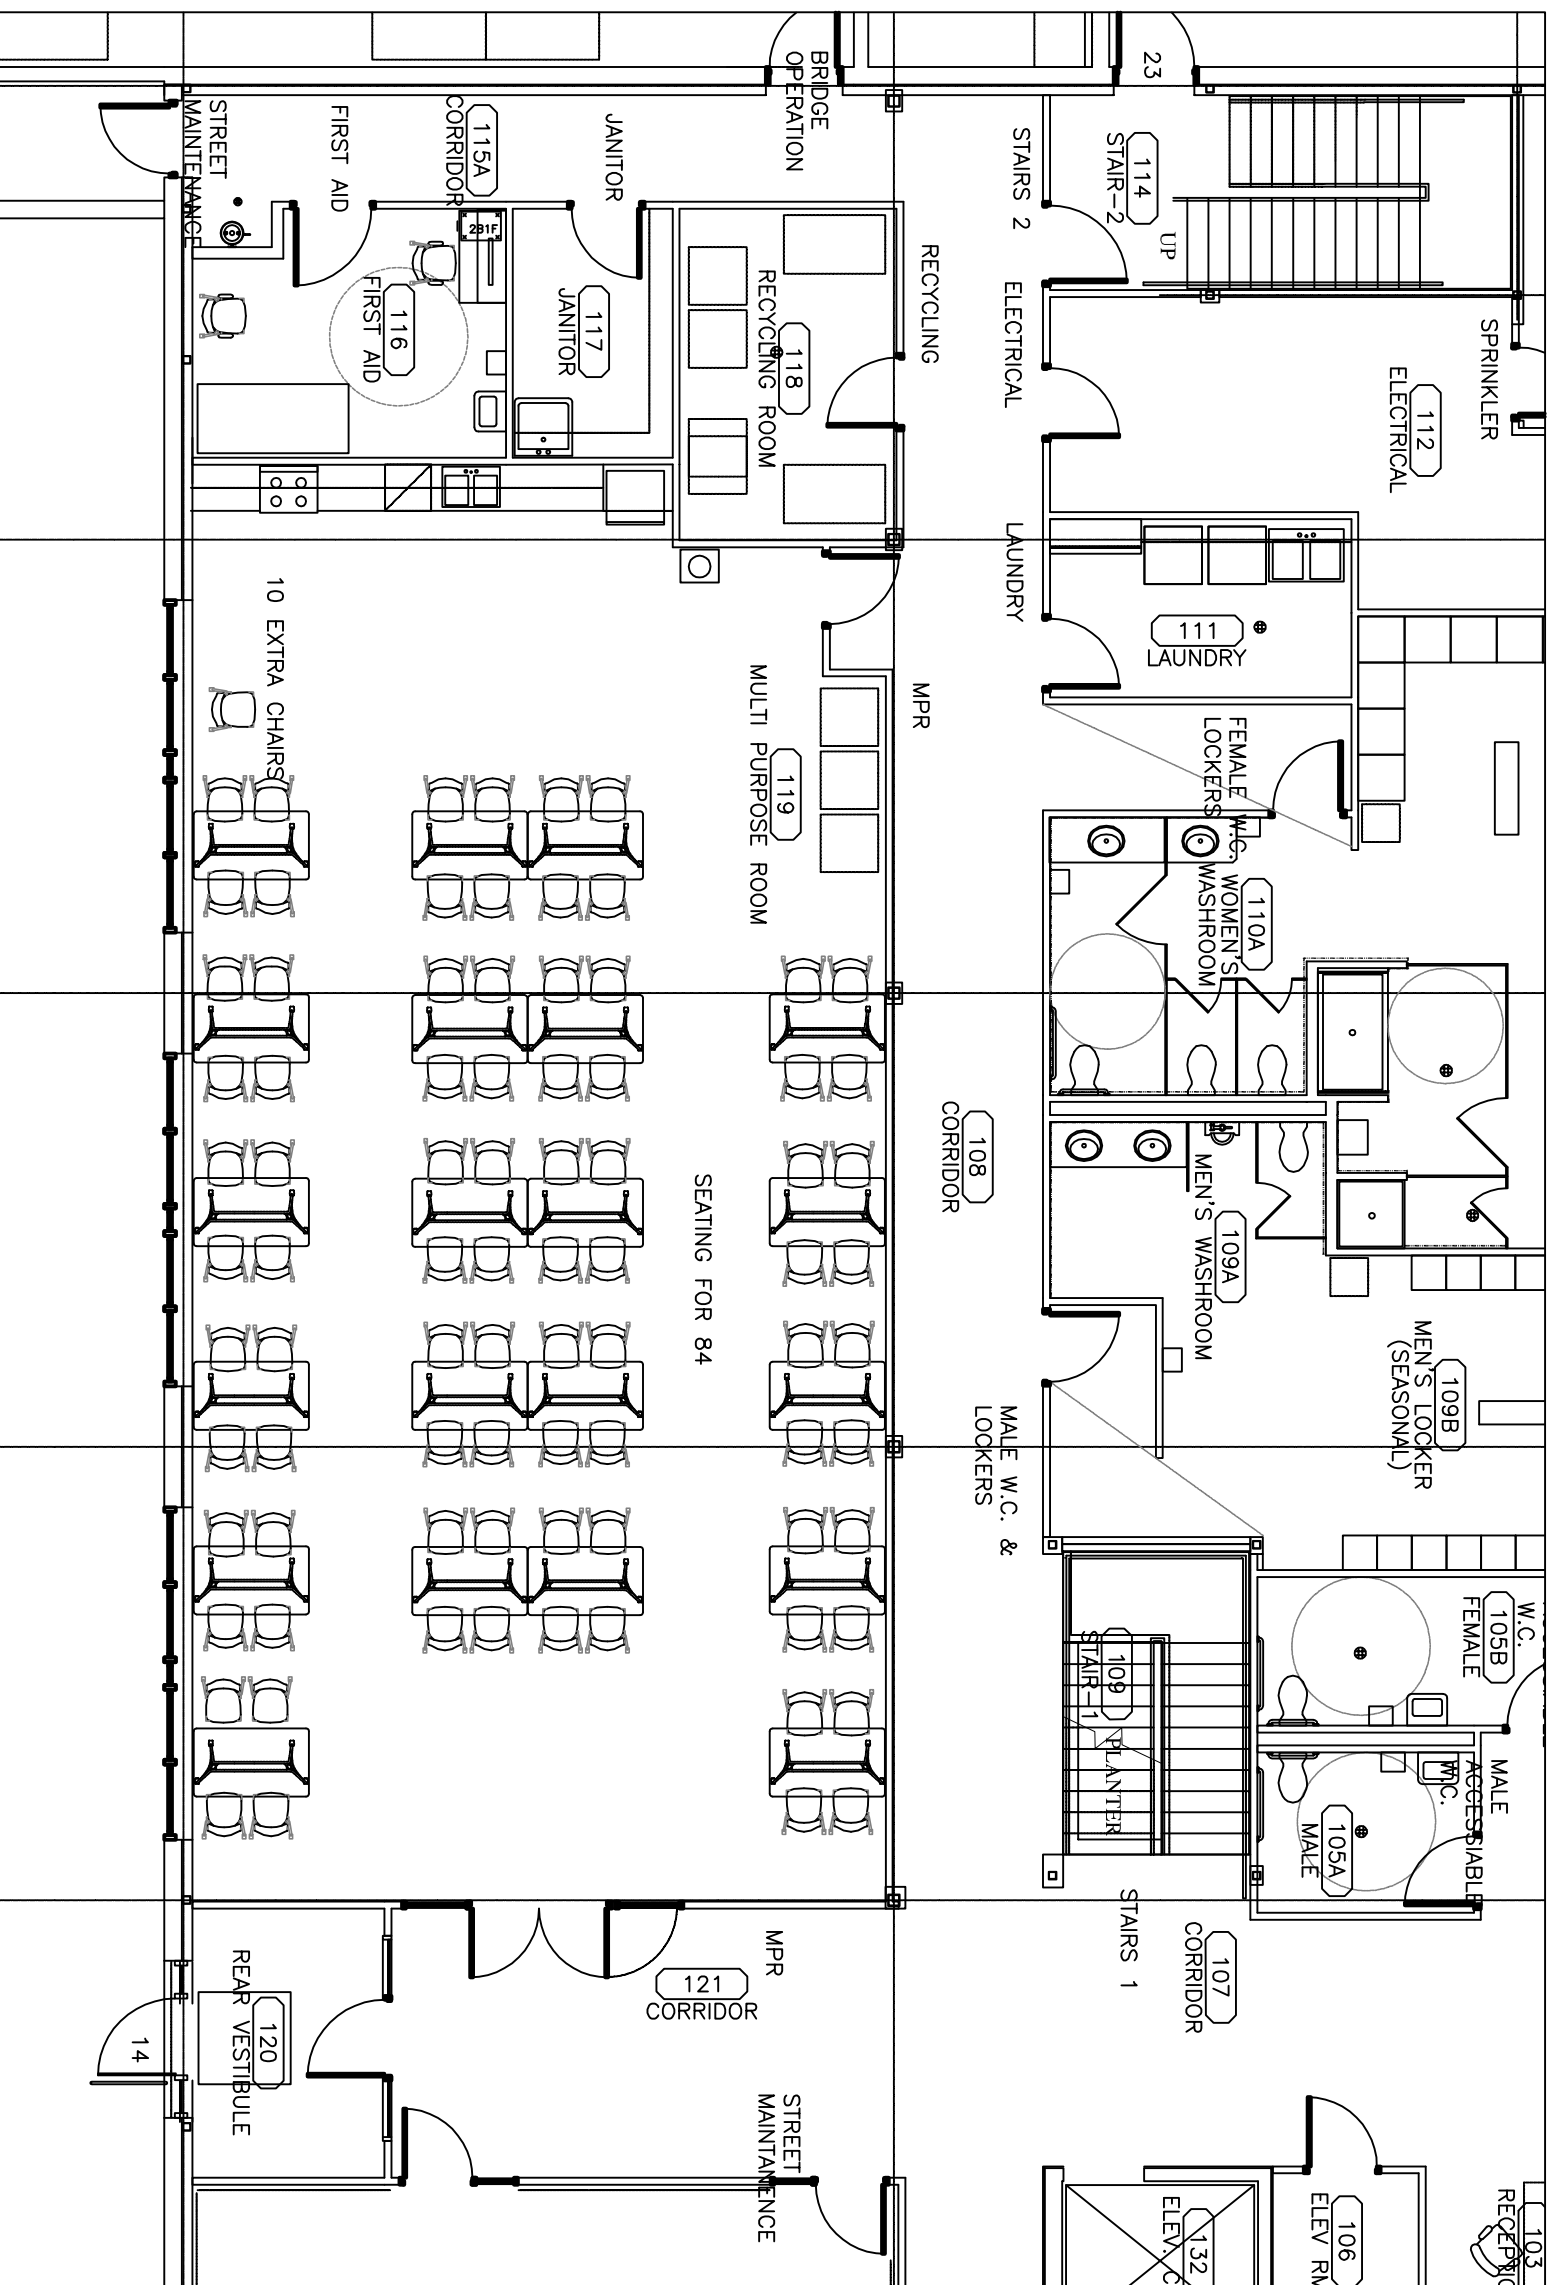 BRIDGE
OPERATION
23
STREET
MAINTENANCE
FIRST AID
115A
CORRIDOR
JANITOR
STAIRS 2
114
STAIR-2
UP
2B1F
116
FIRST AID
117
JANITOR
118
RECYCLING ROOM
RECYCLING
ELECTRICAL
112
ELECTRICAL
SPRINKLER
LAUNDRY
111
LAUNDRY
10 EXTRA CHAIRS
119
MULTI PURPOSE ROOM
MPR
FEMALE W.C.
LOCKERS
110A
WOMEN'S
WASHROOM
108
CORRIDOR
SEATING FOR 84
109A
MEN'S WASHROOM
109B
MEN'S LOCKER
(SEASONAL)
MALE W.C. &
LOCKERS
109
STAIR-1
PLANTER
W.C.
105B
FEMALE
MALE
ACCESSIABLE
W.C.
105A
MALE
STAIRS 1
107
CORRIDOR
MPR
121
CORRIDOR
120
REAR VESTIBULE
14
STREET
MAINTANENCE
132
106
103